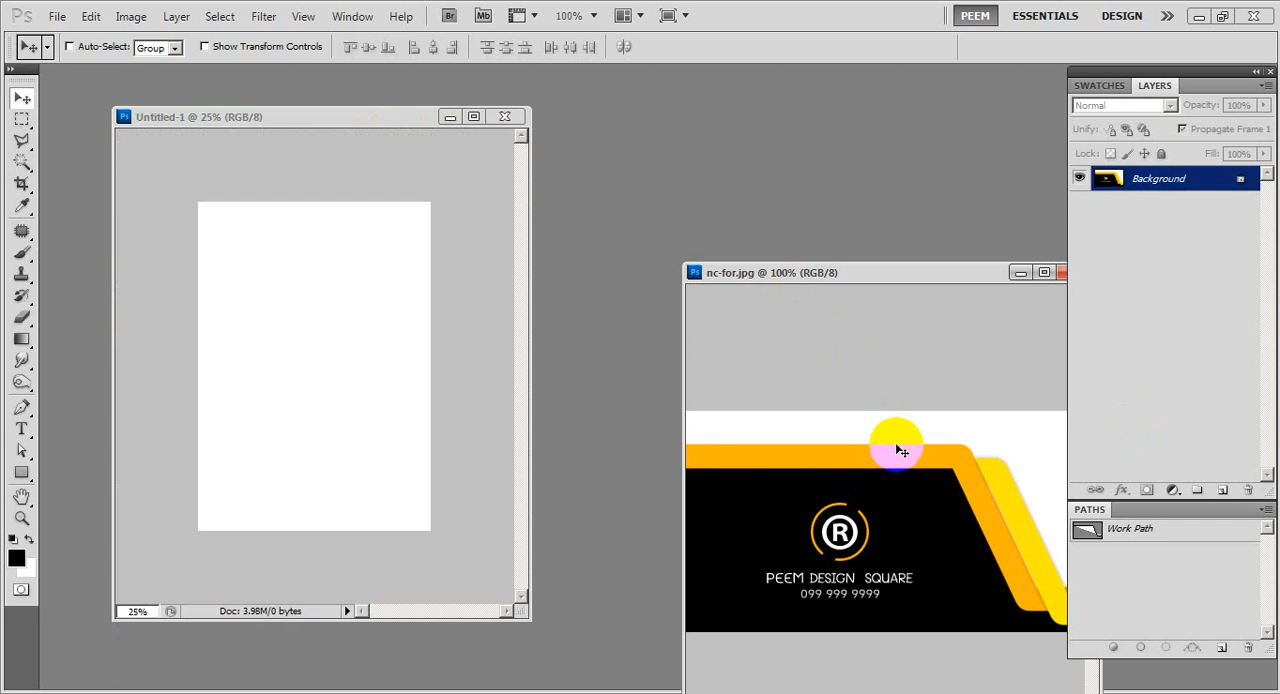 Ps File Edit Image Layer Select Filter View Window Help Br Mb 100% PEEM ESSENTIALS DESIGN
Auto-Select: Group Show Transform Controls
SWATCHES LAYERS
Normal Opacity: 100%
Unify: Propagate Frame 1
Lock: Fill: 100%
Background
Ps Untitled-1 @ 25% (RGB/8)
Ps nc-for.jpg @ 100% (RGB/8)
R
PEEM DESIGN SQUARE
099 999 9999
fx
PATHS
Work Path
T
25% Doc: 3.98M/0 bytes